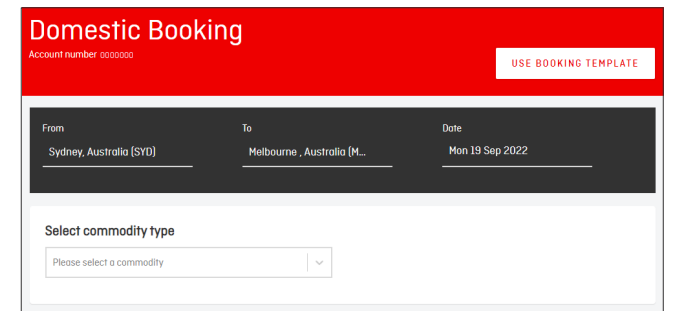 Domestic Booking
Account number 0000000
USE BOOKING TEMPLATE
From To Date
Sydney, Australia (SYD) Melbourne , Australia (M... Mon 19 Sep 2022
Select commodity type
Please select a commodity